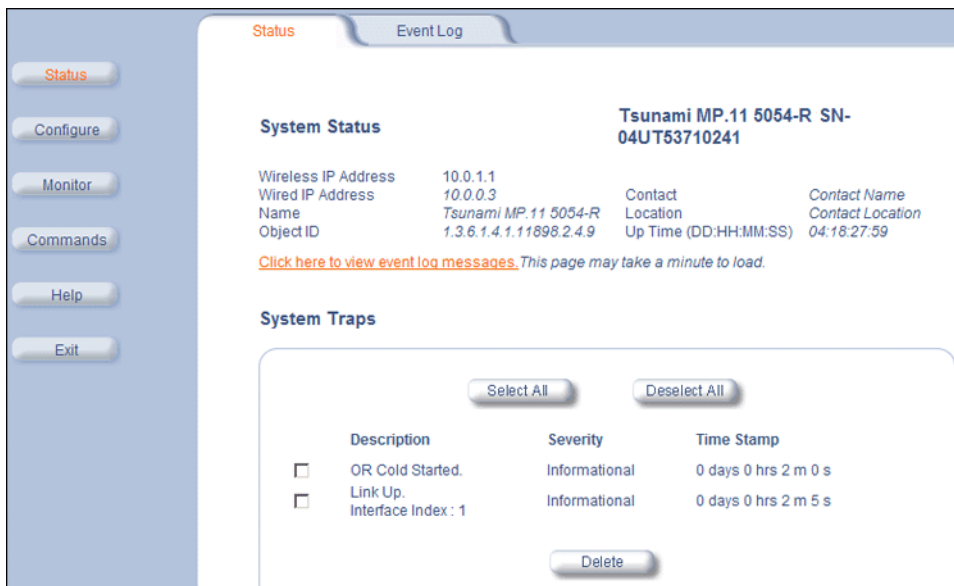 Status Event Log
Status
Configure
Monitor
Commands
Help
Exit
System Status
Tsunami MP.11 5054-R SN-
04UT53710241
Wireless IP Address 10.0.1.1
Wired IP Address 10.0.0.3 Contact Contact Name
Name Tsunami MP.11 5054-R Location Contact Location
Object ID 1.3.6.1.4.1.11898.2.4.9 Up Time (DD:HH:MM:SS) 04:18:27:59
Click here to view event log messages.This page may take a minute to load.
System Traps
Select All Deselect All
Description Severity Time Stamp
OR Cold Started. Informational 0 days 0 hrs 2 m 0 s
Link Up.
Interface Index : 1 Informational 0 days 0 hrs 2 m 5 s
Delete